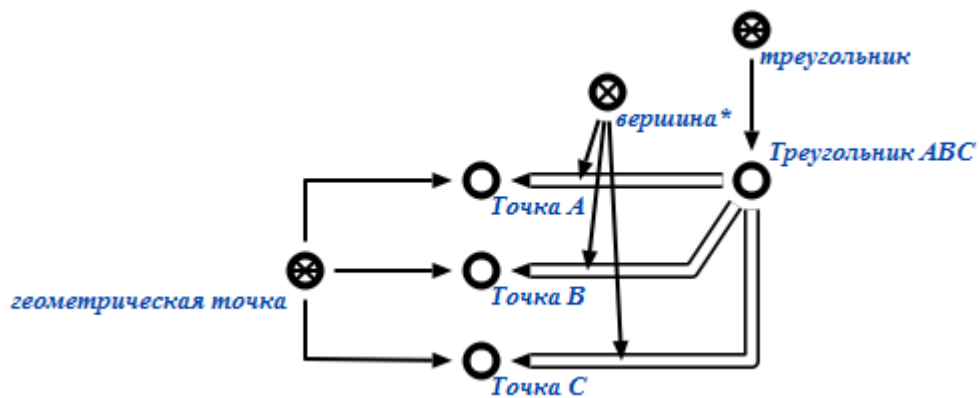 треугольник
вершина*
Треугольник ABC
Точка A
Точка B
геометрическая точка
Точка C